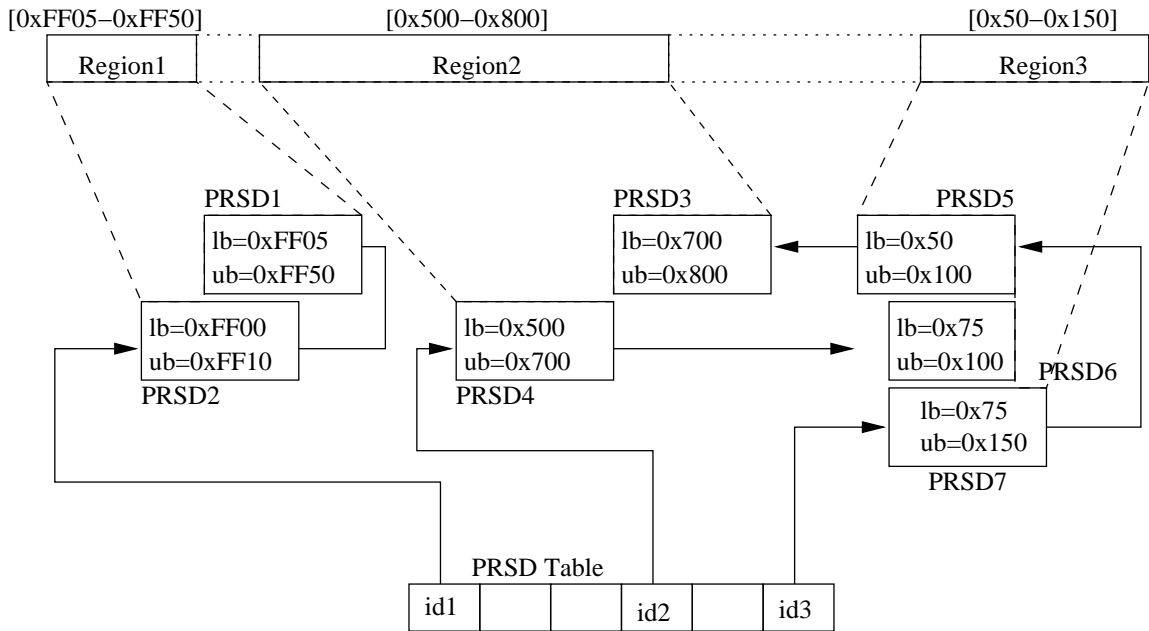 [0xFF05−0xFF50]
[0x500−0x800]
[0x50−0x150]
Region1
Region2
Region3
PRSD1
lb=0xFF05
ub=0xFF50
PRSD3
lb=0x700
ub=0x800
PRSD5
lb=0x50
ub=0x100
lb=0xFF00
ub=0xFF10
PRSD2
lb=0x500
ub=0x700
PRSD4
lb=0x75
ub=0x100
PRSD6
lb=0x75
ub=0x150
PRSD7
PRSD Table
id1
id2
id3